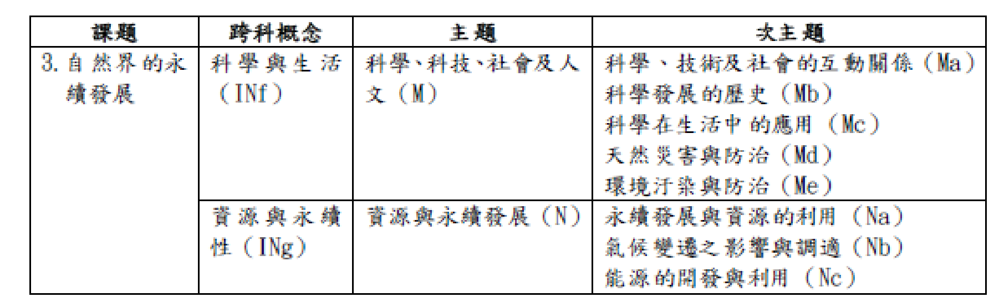 課題 跨科概念 主題 次主題
3. 自然界的永續發展
科學與生活
（INf）
科學、科技、社會及人
文（M）
科學、技術及社會的互動關係（Ma）
科學發展的歷史（Mb）
科學在生活中的應用（Mc）
天然災害與防治（Md）
環境汙染與防治（Me）
資源與永續
性（INg）
資源與永續發展（N）
永續發展與資源的利用（Na）
氣候變遷之影響與調適（Nb）
能源的開發與利用（Nc）